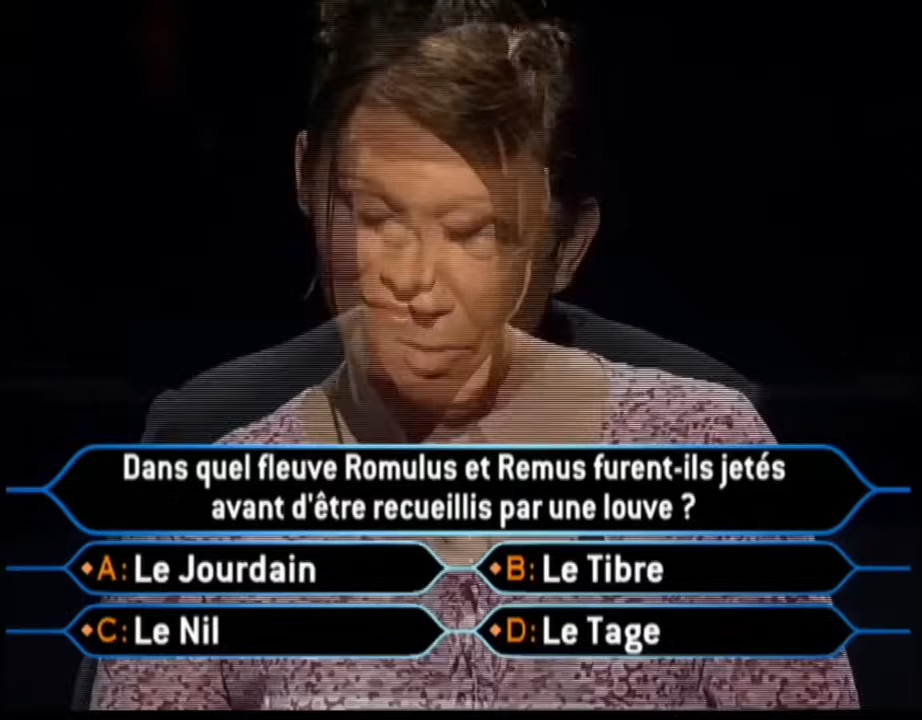 Dans quel fleuve Romulus et Remus furent-ils jetés
avant d'être recueillis par une louve ?
A: Le Jourdain
B: Le Tibre
C: Le Nil
D: Le Tage